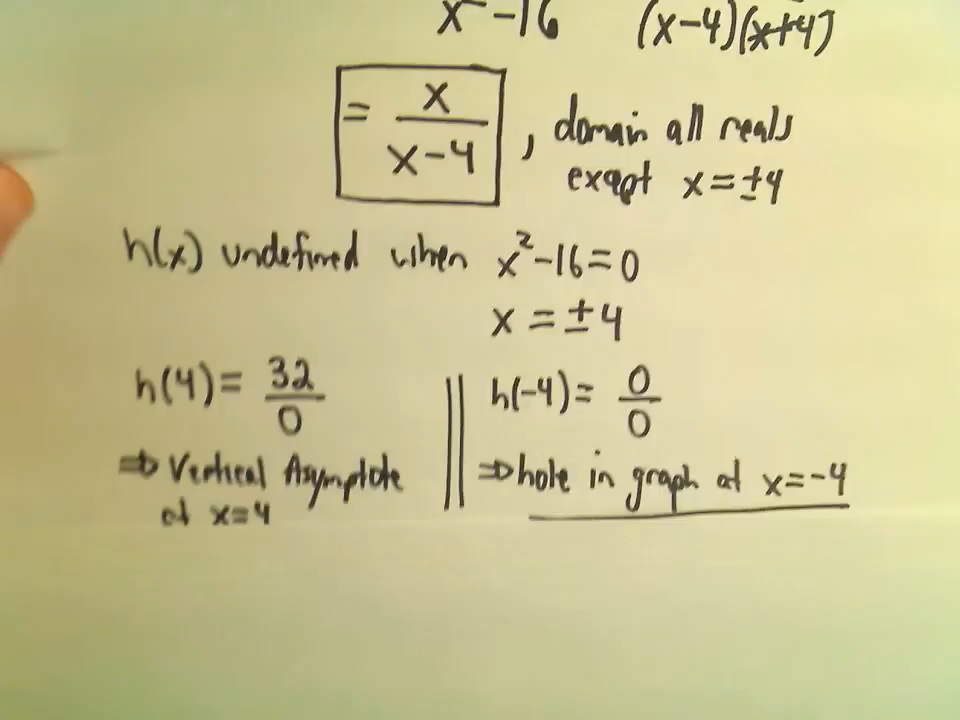 x² -16 (x-4)(x+4)
= x/(x-4) , domain all reals
exept x = ±4
h(x) undefined when x²-16=0
x = ±4
h(4) = 32/0 h(-4) = 0/0
⇒ Vertical Asymptote ⇒ hole in graph at x=-4
at x=4